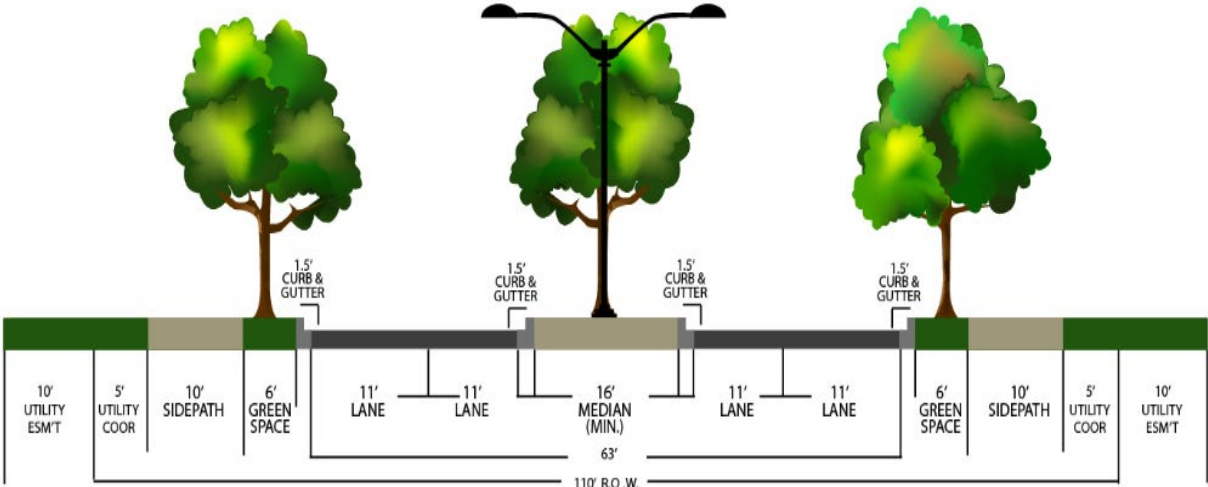 1.5'
CURB &
GUTTER
1.5'
CURB &
GUTTER
1.5'
CURB &
GUTTER
1.5'
CURB &
GUTTER
10'
UTILITY
ESM'T
5'
UTILITY
COOR
10'
SIDEPATH
6'
GREEN
SPACE
11'
LANE
11'
LANE
16'
MEDIAN
(MIN.)
11'
LANE
11'
LANE
6'
GREEN
SPACE
10'
SIDEPATH
5'
UTILITY
COOR
10'
UTILITY
ESM'T
63'
110' R.O.W.